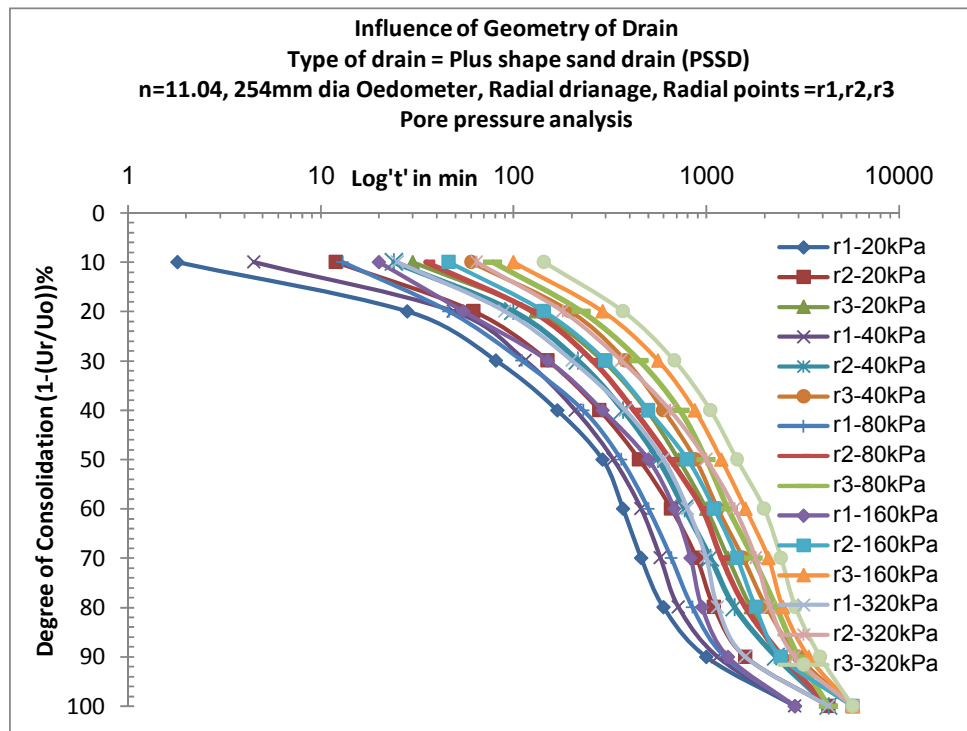 Influence of Geometry of Drain
Type of drain = Plus shape sand drain (PSSD)
n=11.04, 254mm dia Oedometer, Radial drianage, Radial points =r1,r2,r3
Pore pressure analysis
1 10 100 1000 10000
Log't' in min
Degree of Consolidation (1-(Ur/Uo))%
0
10
20
30
40
50
60
70
80
90
100
r1-20kPa
r2-20kPa
r3-20kPa
r1-40kPa
r2-40kPa
r3-40kPa
r1-80kPa
r2-80kPa
r3-80kPa
r1-160kPa
r2-160kPa
r3-160kPa
r1-320kPa
r2-320kPa
r3-320kPa